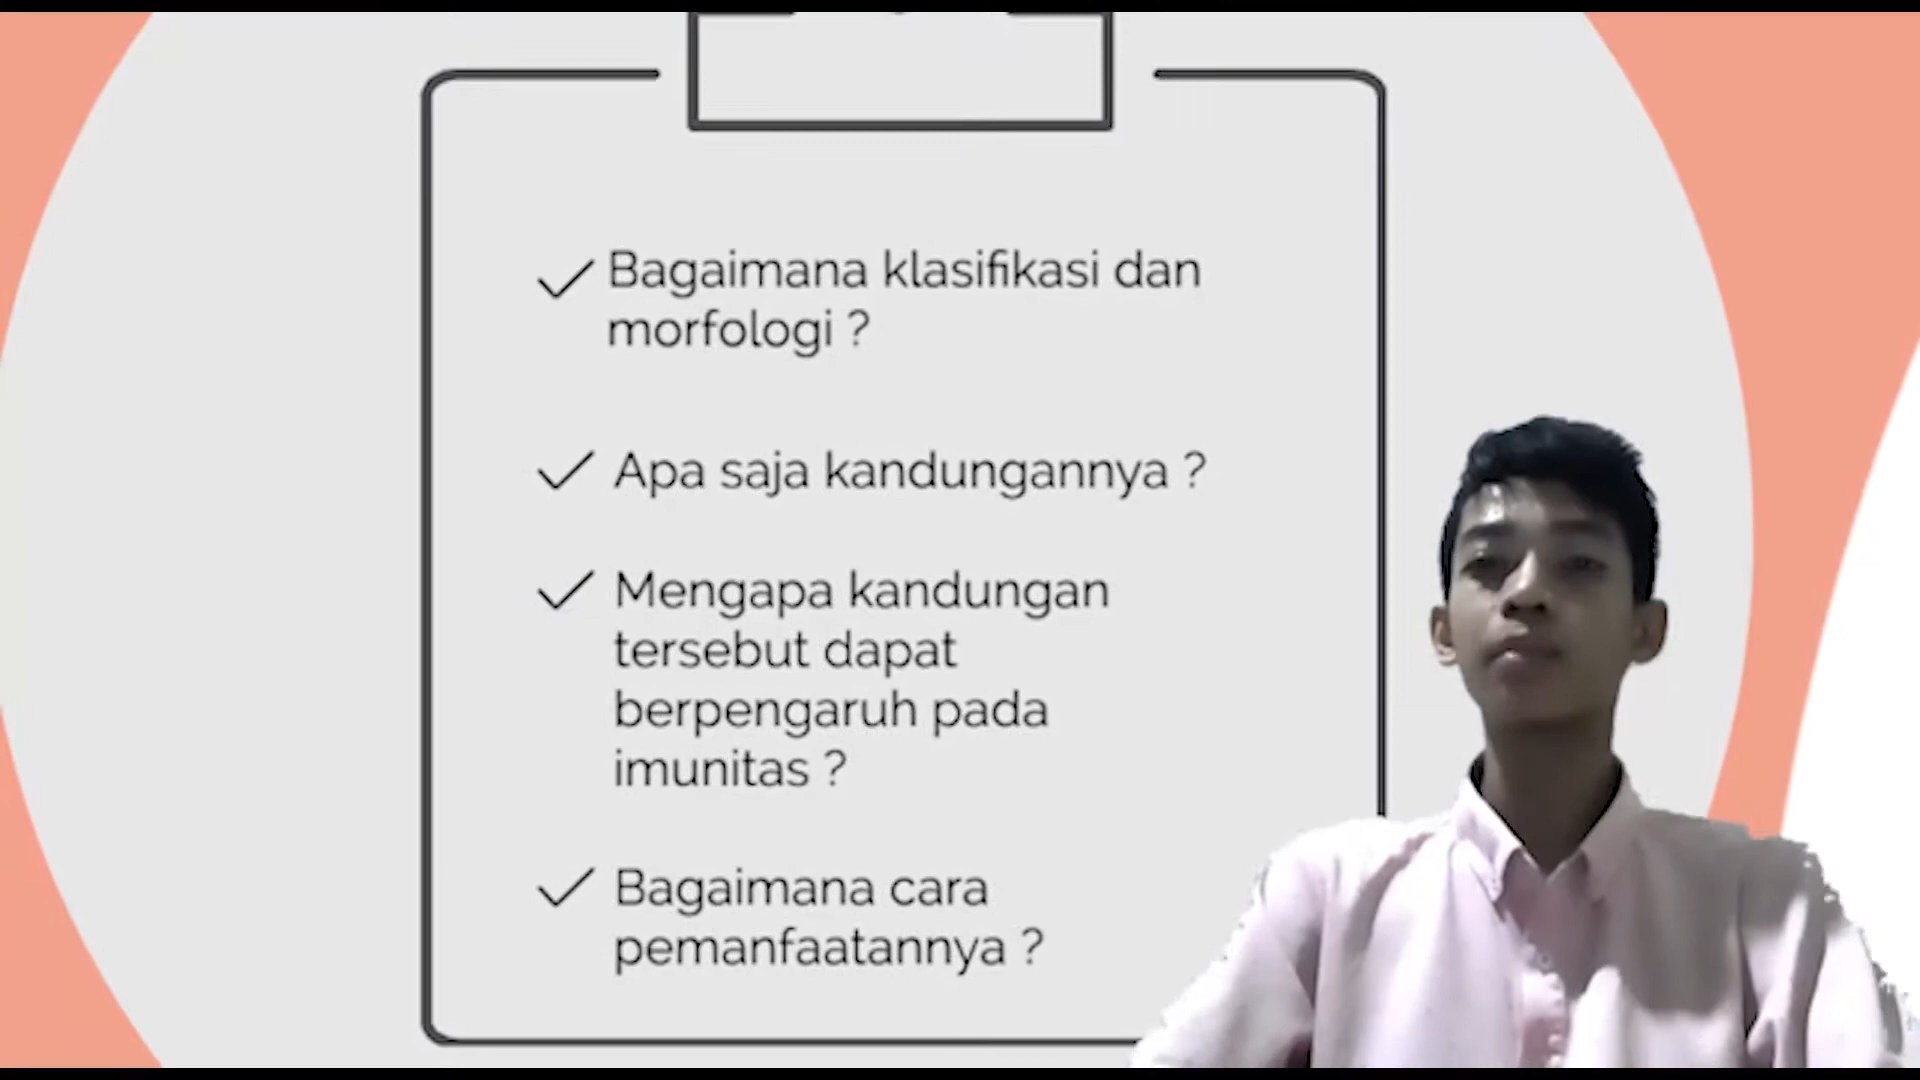 Bagaimana klasifikasi dan
morfologi ?
Apa saja kandungannya ?
Mengapa kandungan
tersebut dapat
berpengaruh pada
imunitas ?
Bagaimana cara
pemanfaatannya ?